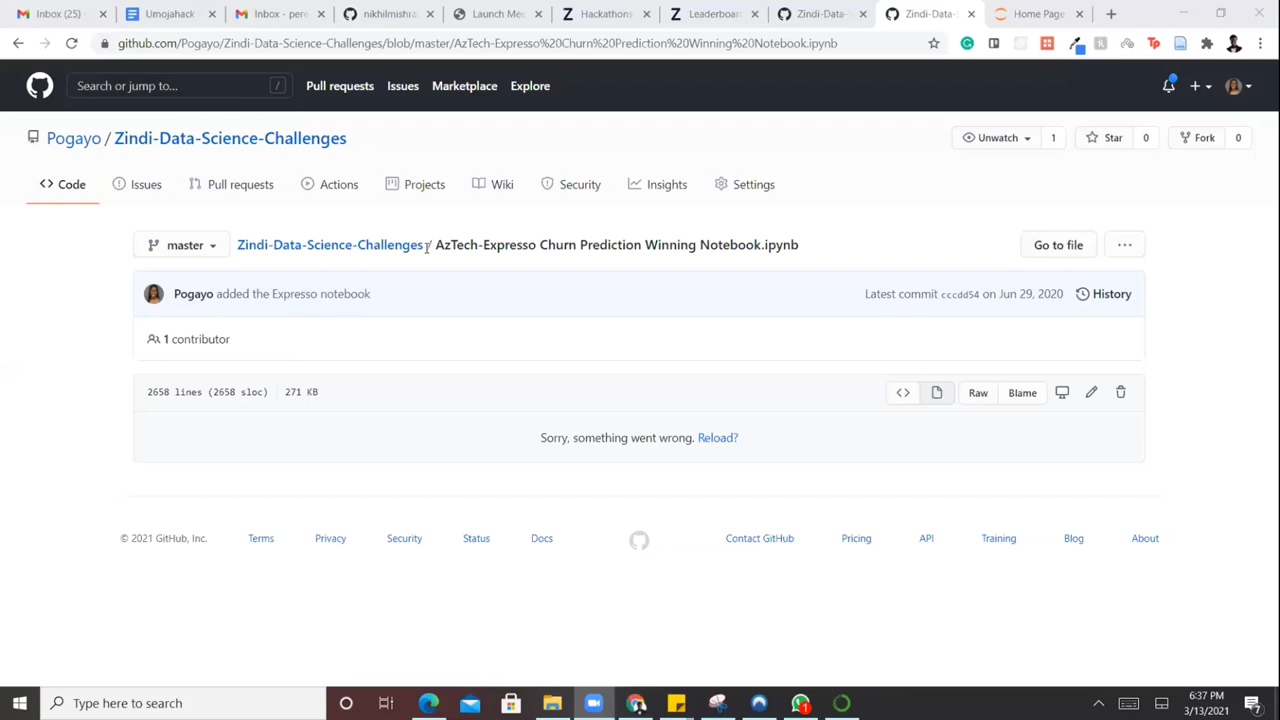 Inbox (25)
Umojahack
Inbox - pere
nikhilmishra
Launch Mee
Hackathons
Leaderboar
Zindi-Data-
Zindi-Data-
Home Page
github.com/Pogayo/Zindi-Data-Science-Challenges/blob/master/AzTech-Expresso%20Churn%20Prediction%20Winning%20Notebook.ipynb
Search or jump to... /
Pull requests Issues Marketplace Explore
Pogayo / Zindi-Data-Science-Challenges
Unwatch 1 Star 0 Fork 0
Code Issues Pull requests Actions Projects Wiki Security Insights Settings
master Zindi-Data-Science-Challenges / AzTech-Expresso Churn Prediction Winning Notebook.ipynb Go to file ...
Pogayo added the Expresso notebook Latest commit cccdd54 on Jun 29, 2020 History
1 contributor
2658 lines (2658 sloc) 271 KB <> Raw Blame
Sorry, something went wrong. Reload?
© 2021 GitHub, Inc. Terms Privacy Security Status Docs Contact GitHub Pricing API Training Blog About
Type here to search
1
6:37 PM
3/13/2021
7